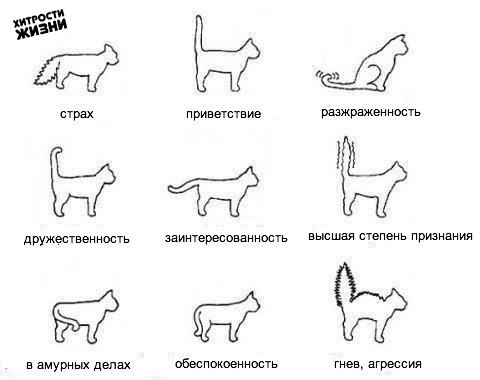 ХИТРОСТИ
ЖИЗНИ
страх
приветствие
разжраженность
дружественность
заинтересованность
высшая степень признания
в амурных делах
обеспокоенность
гнев, агрессия